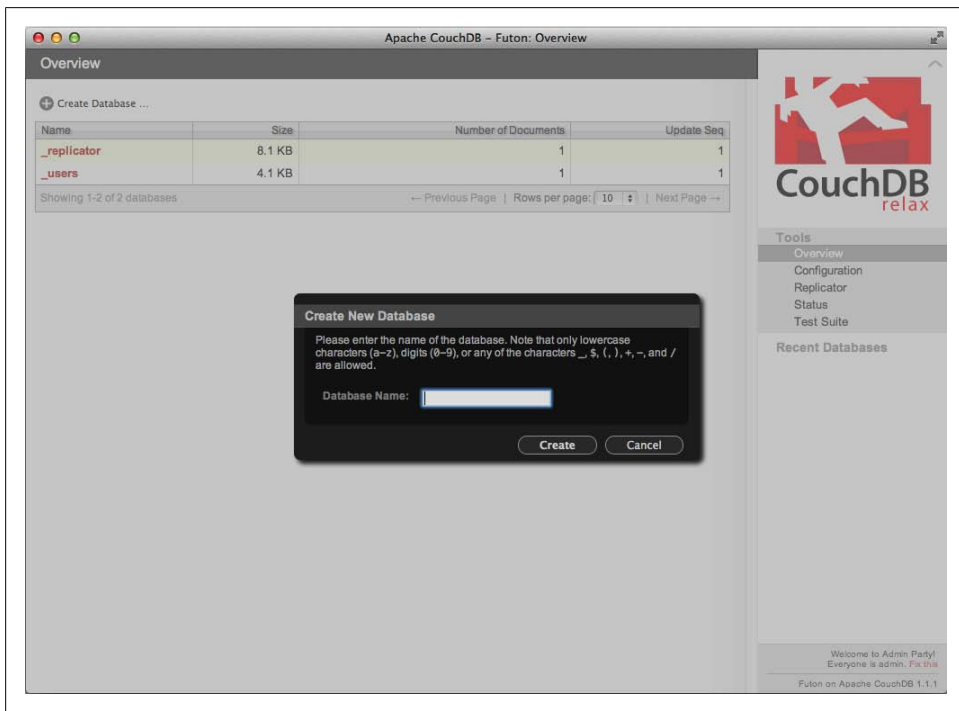 Apache CouchDB – Futon: Overview
Overview
Create Database ...
Name Size Number of Documents Update Seq
_replicator 8.1 KB 1 1
_users 4.1 KB 1 1
Showing 1-2 of 2 databases ← Previous Page | Rows per page: 10 | Next Page →
Create New Database
Please enter the name of the database. Note that only lowercase
characters (a–z), digits (0–9), or any of the characters _, $, (, ), +, –, and /
are allowed.
Database Name:
Create Cancel
CouchDB
relax
Tools
Overview
Configuration
Replicator
Status
Test Suite
Recent Databases
Welcome to Admin Party!
Everyone is admin. Fix this
Futon on Apache CouchDB 1.1.1